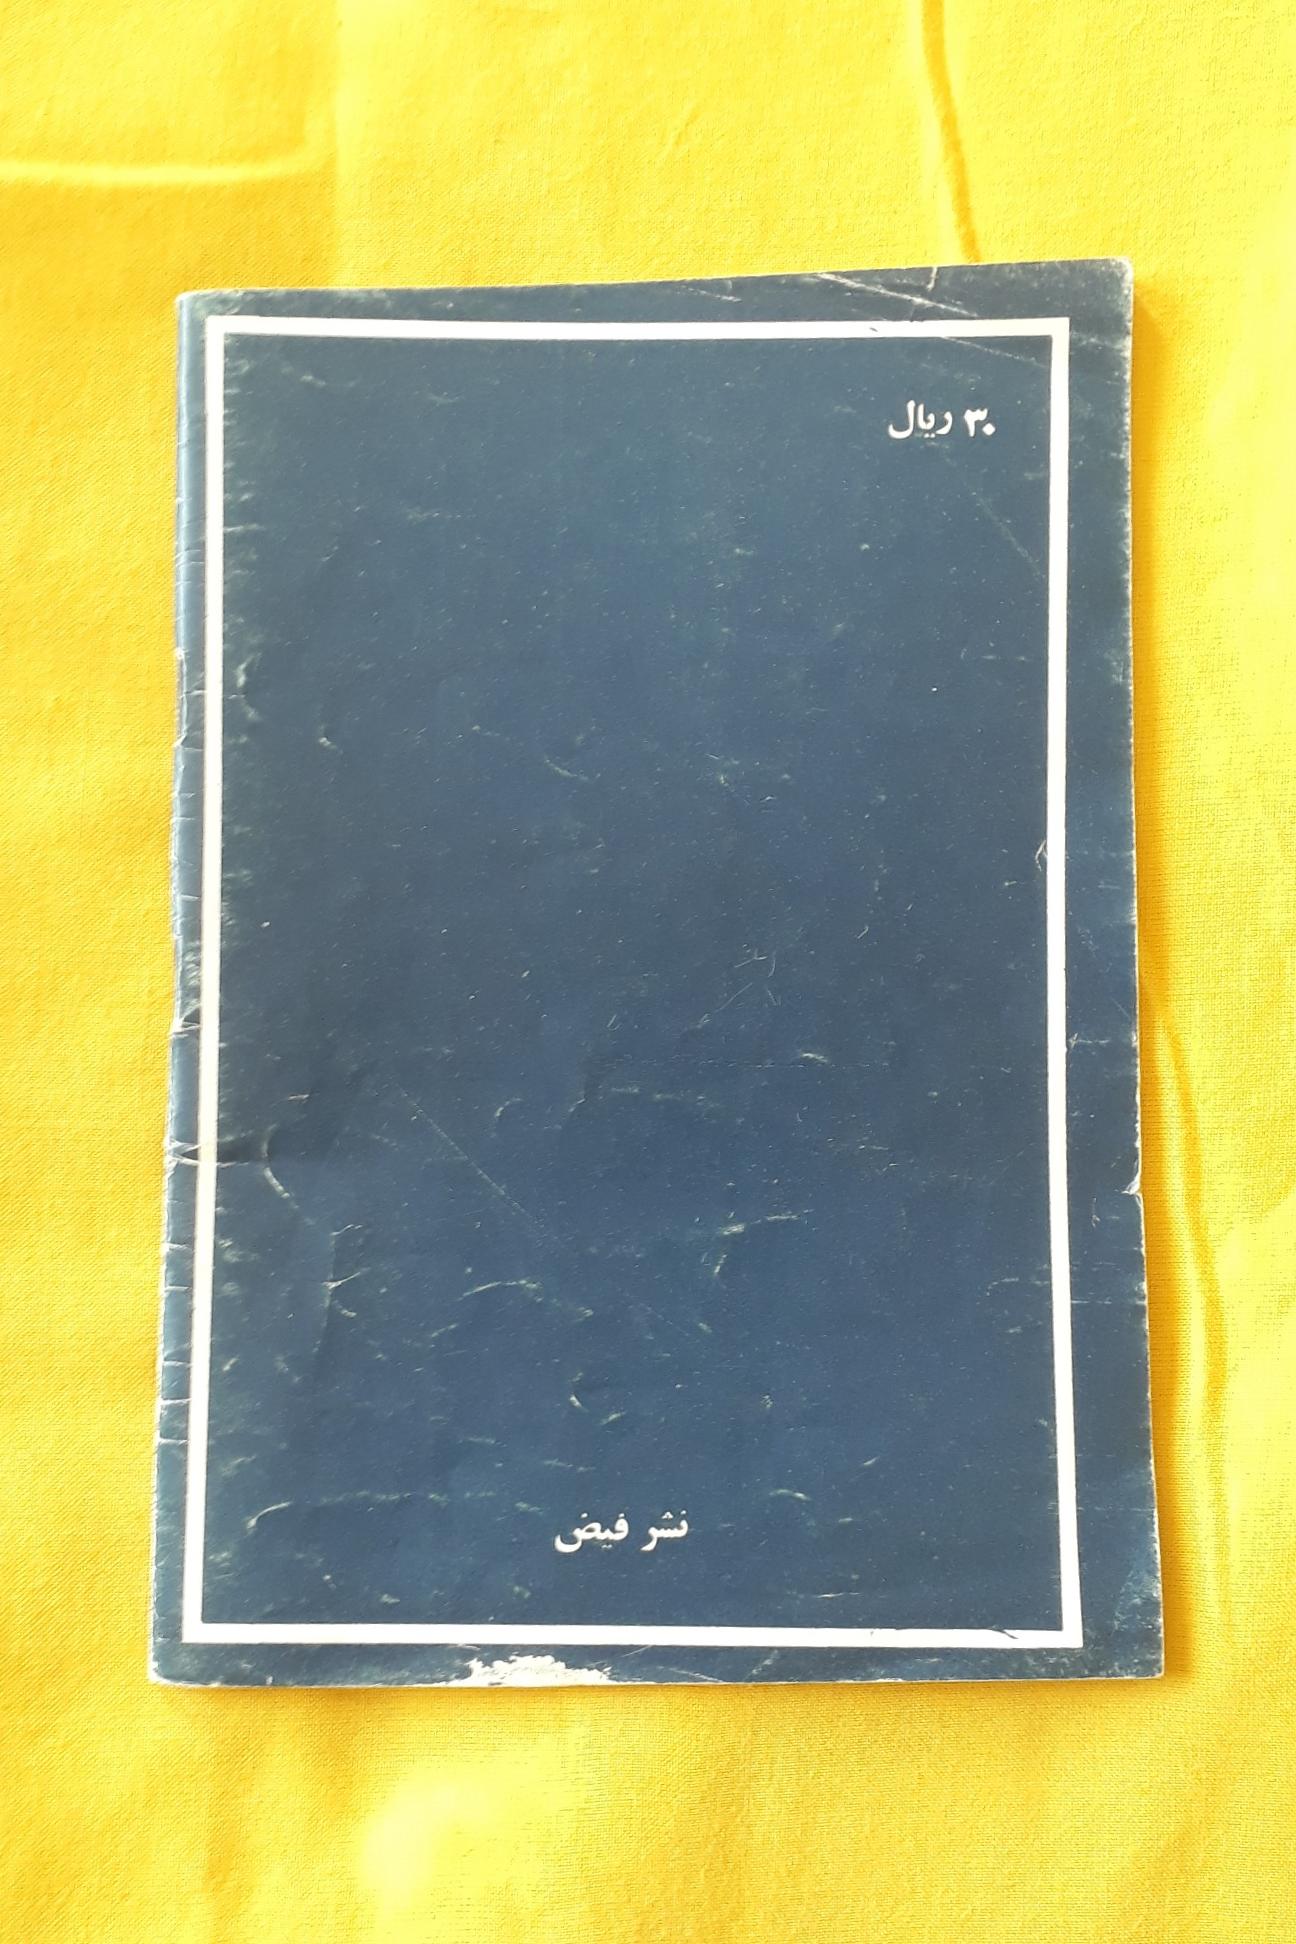 ۳۰ ریال
نشر فیض